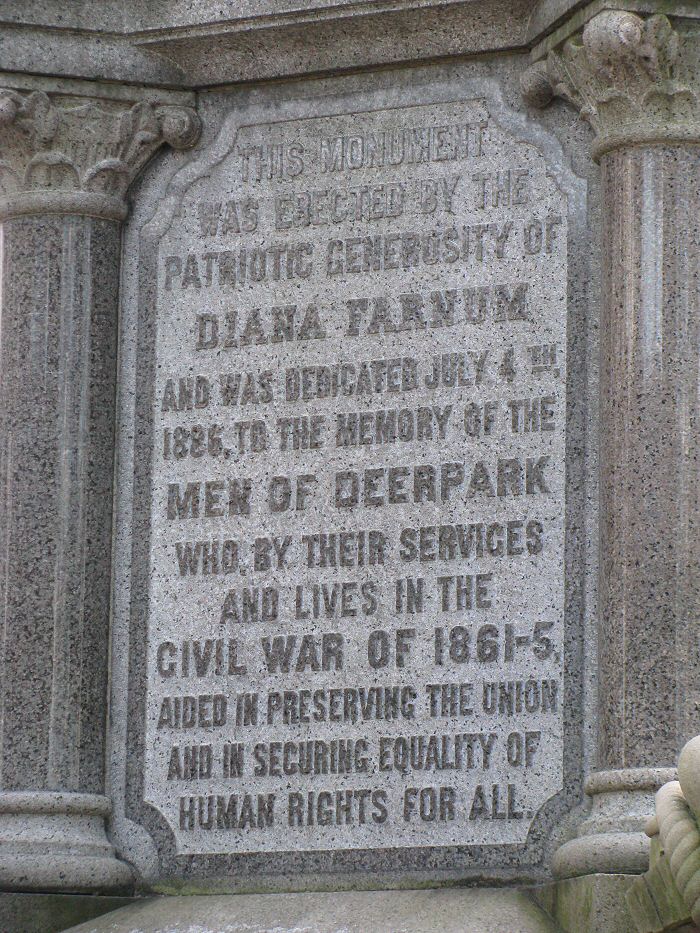 THIS MONUMENT
WAS ERECTED BY THE
PATRIOTIC GENEROSITY OF
DIANA FARNUM
AND WAS DEDICATED JULY 4TH,
1886, TO THE MEMORY OF THE
MEN OF DEERPARK
WHO, BY THEIR SERVICES
AND LIVES IN THE
CIVIL WAR OF 1861-5,
AIDED IN PRESERVING THE UNION
AND IN SECURING EQUALITY OF
HUMAN RIGHTS FOR ALL.